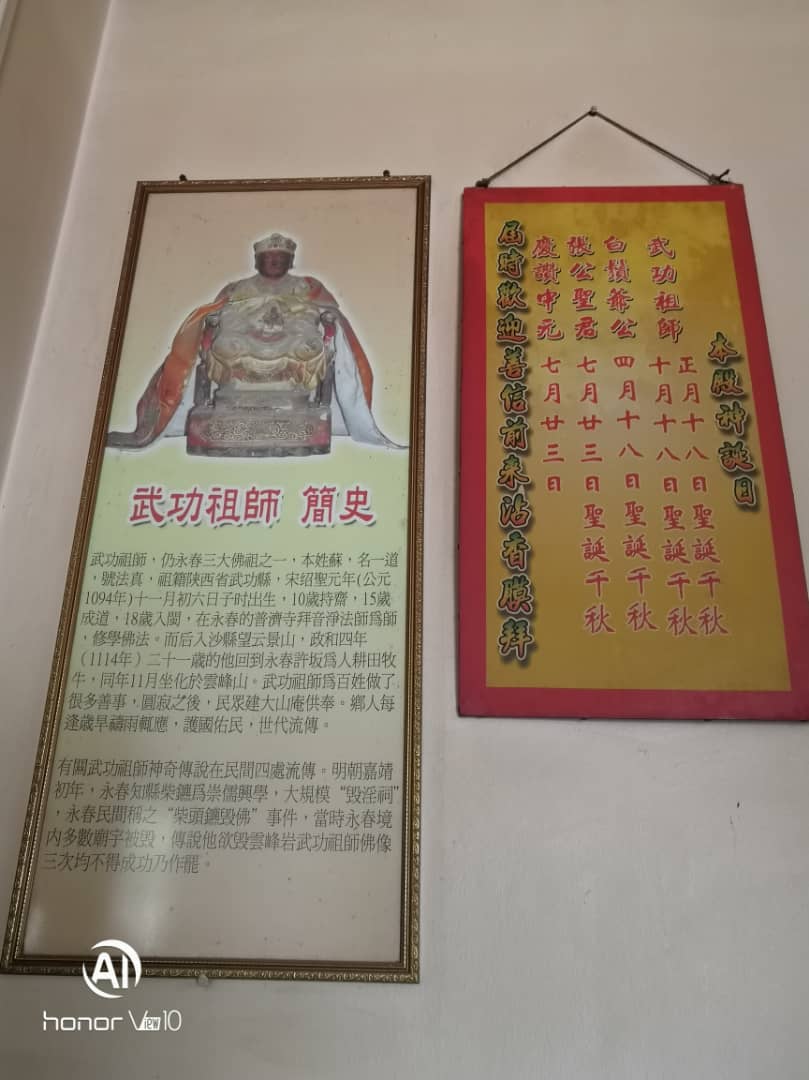 武功祖師 簡史
武功祖師，仍永春三大佛祖之一，本姓蘇，名一道
，號法真，祖籍陝西省武功縣，宋绍聖元年(公元
1094年)十一月初六日子时出生，10歲持齋，15歲
成道，18歲入閩，在永春的普濟寺拜音淨法師爲師
，修學佛法。而后入沙縣望云景山，政和四年
（1114年）二十一歲的他回到永春許坂爲人耕田牧
牛，同年11月坐化於雲峰山。武功祖師爲百姓做了
很多善事，圓寂之後，民眾建大山庵供奉。鄉人每
逢歲旱禱雨輒應，護國佑民，世代流傳。
有關武功祖師神奇傳說在民間四處流傳。明朝嘉靖
初年，永春知縣柴鑣爲崇儒興學，大規模“毀淫祠”
，永春民間稱之“柴頭鑣毀佛”事件，當時永春境
内多數廟宇被毀，傳說他欲毀雲峰岩武功祖師佛像
三次均不得成功乃作罷。
本殿神誕日
武功祖師 正月十八日聖誕千秋
十月十八日聖誕千秋
白鬚爺公 四月十八日聖誕千秋
張公聖君 七月廿三日聖誕千秋
慶讚中元 七月廿三日
屆時歡迎善信前来沾香膜拜
AI
honor View10